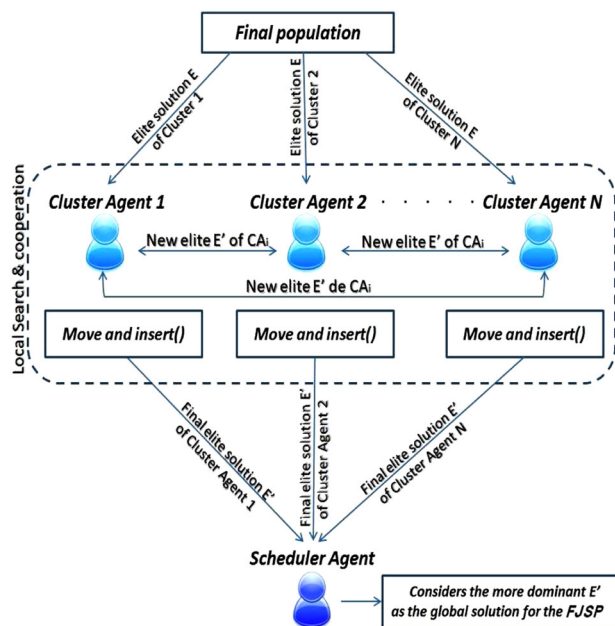 Final population
Elite solution E
of Cluster 1
Elite solution E
of Cluster 2
Elite solution E
of Cluster N
Local Search & cooperation
Cluster Agent 1
Cluster Agent 2 · · · · ·
Cluster Agent N
New elite E' of CAi
New elite E' of CAi
New elite E' de CAi
Move and insert()
Move and insert()
Move and insert()
Final elite solution E'
of Cluster Agent 1
Final elite solution E'
of Cluster Agent 2
Final elite solution E'
of Cluster Agent N
Scheduler Agent
Considers the more dominant E'
as the global solution for the FJSP